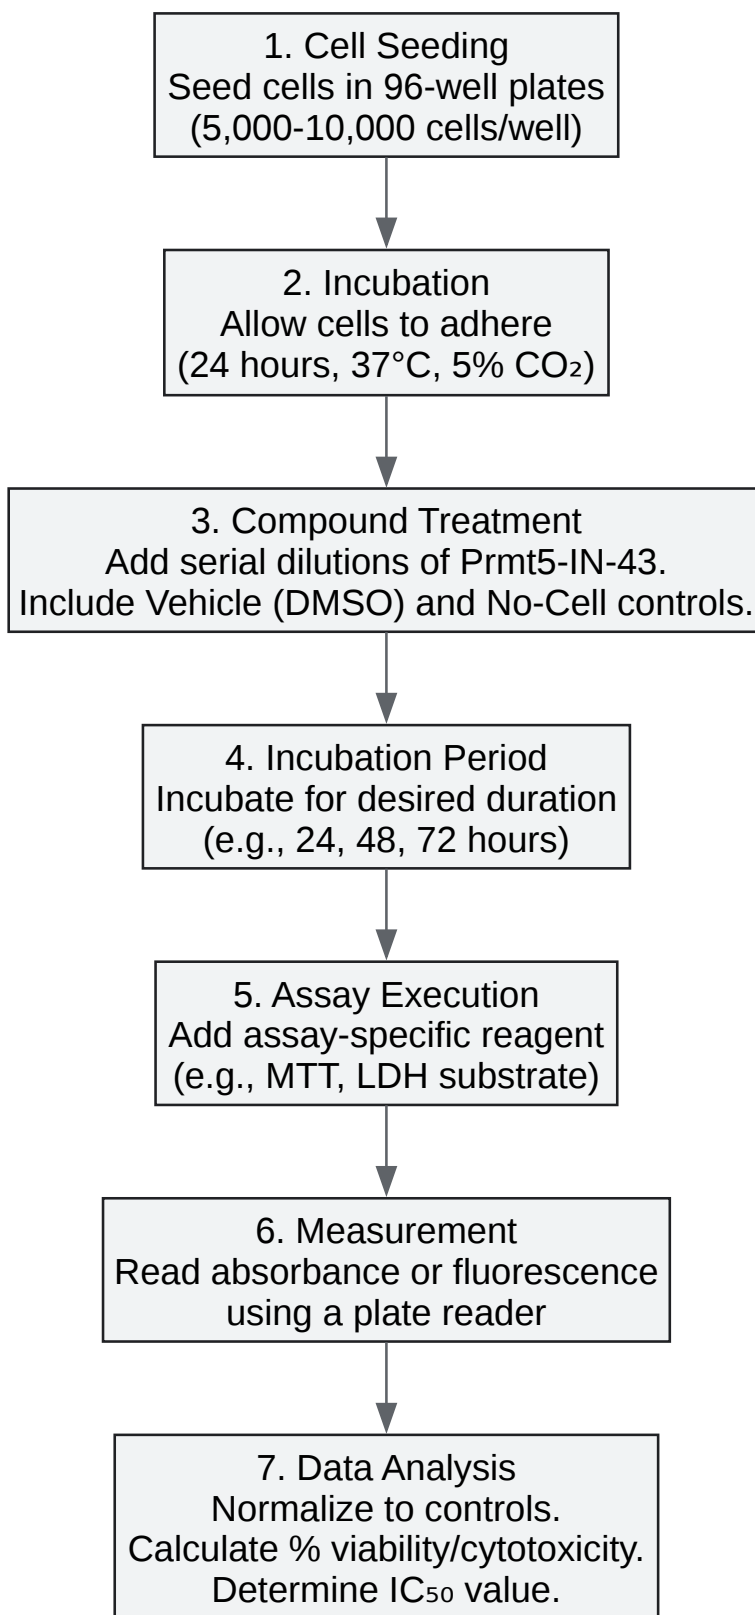 1. Cell Seeding
Seed cells in 96-well plates
(5,000-10,000 cells/well)
2. Incubation
Allow cells to adhere
(24 hours, 37°C, 5% CO₂)
3. Compound Treatment
Add serial dilutions of Prmt5-IN-43.
Include Vehicle (DMSO) and No-Cell controls.
4. Incubation Period
Incubate for desired duration
(e.g., 24, 48, 72 hours)
5. Assay Execution
Add assay-specific reagent
(e.g., MTT, LDH substrate)
6. Measurement
Read absorbance or fluorescence
using a plate reader
7. Data Analysis
Normalize to controls.
Calculate % viability/cytotoxicity.
Determine IC₅₀ value.